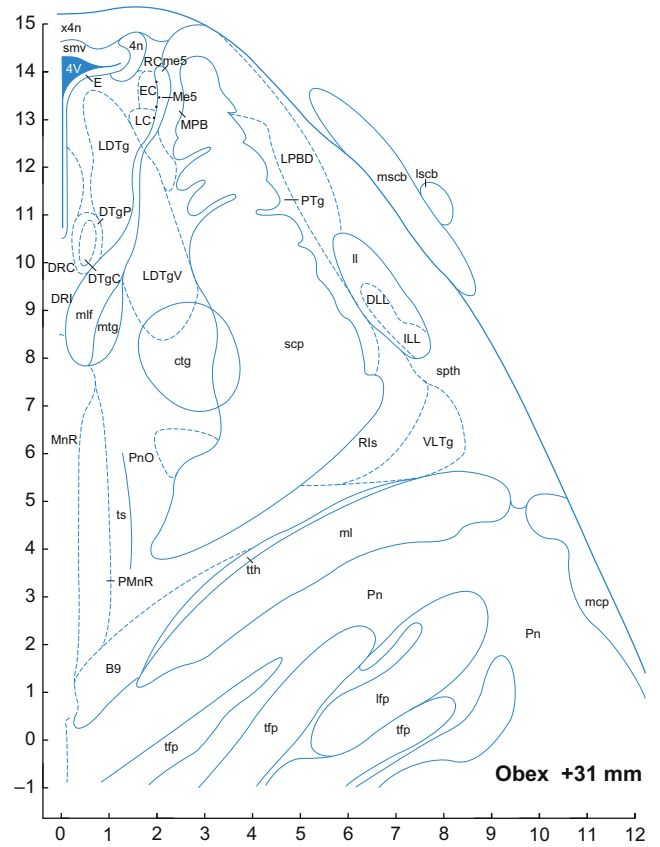 15
x4n
smv
4n
RC
me5
14
4V
E
EC
Me5
13
LC
MPB
LDTg
LPBD
12
mscb
lscb
PTg
11
DTgP
10
DRC
DTgC
LDTgV
ll
DLL
9
DRI
mlf
mtg
ILL
8
ctg
scp
spth
7
MnR
PnO
RIs
VLTg
6
5
ts
ml
4
tth
3
PMnR
Pn
mcp
2
Pn
B9
1
lfp
tfp
tfp
0
tfp
–1
Obex +31 mm
0 1 2 3 4 5 6 7 8 9 10 11 12